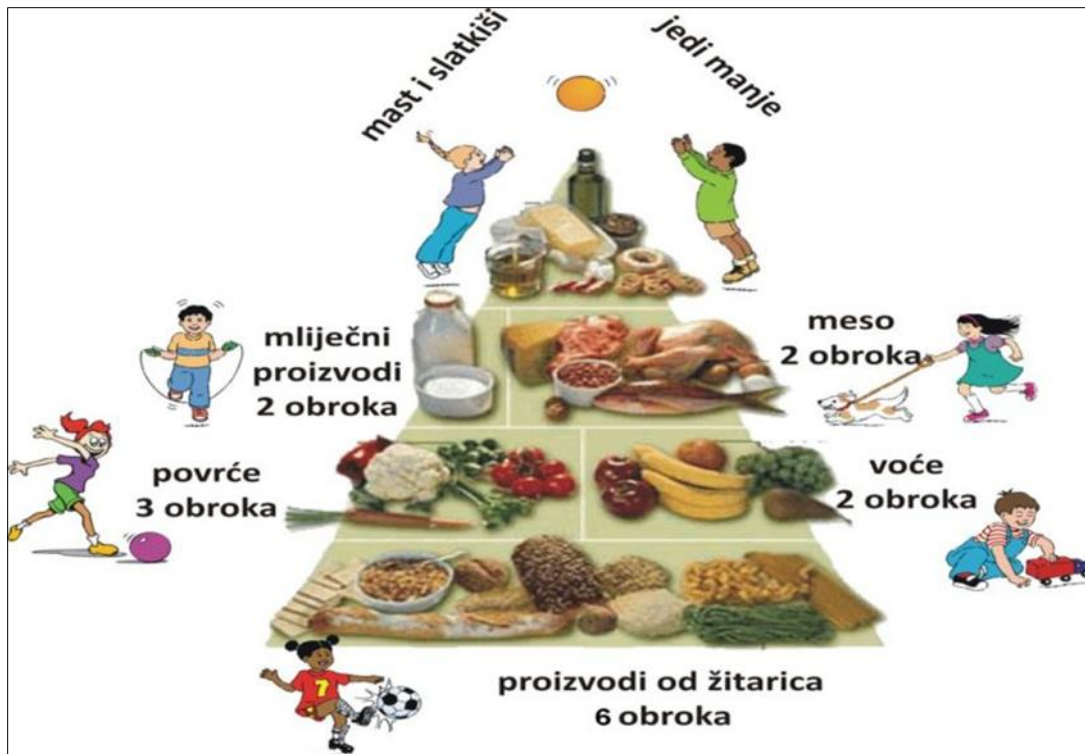 mast i slatkiši
jedi manje
mliječni
proizvodi
2 obroka
meso
2 obroka
povrće
3 obroka
voće
2 obroka
proizvodi od žitarica
6 obroka
7